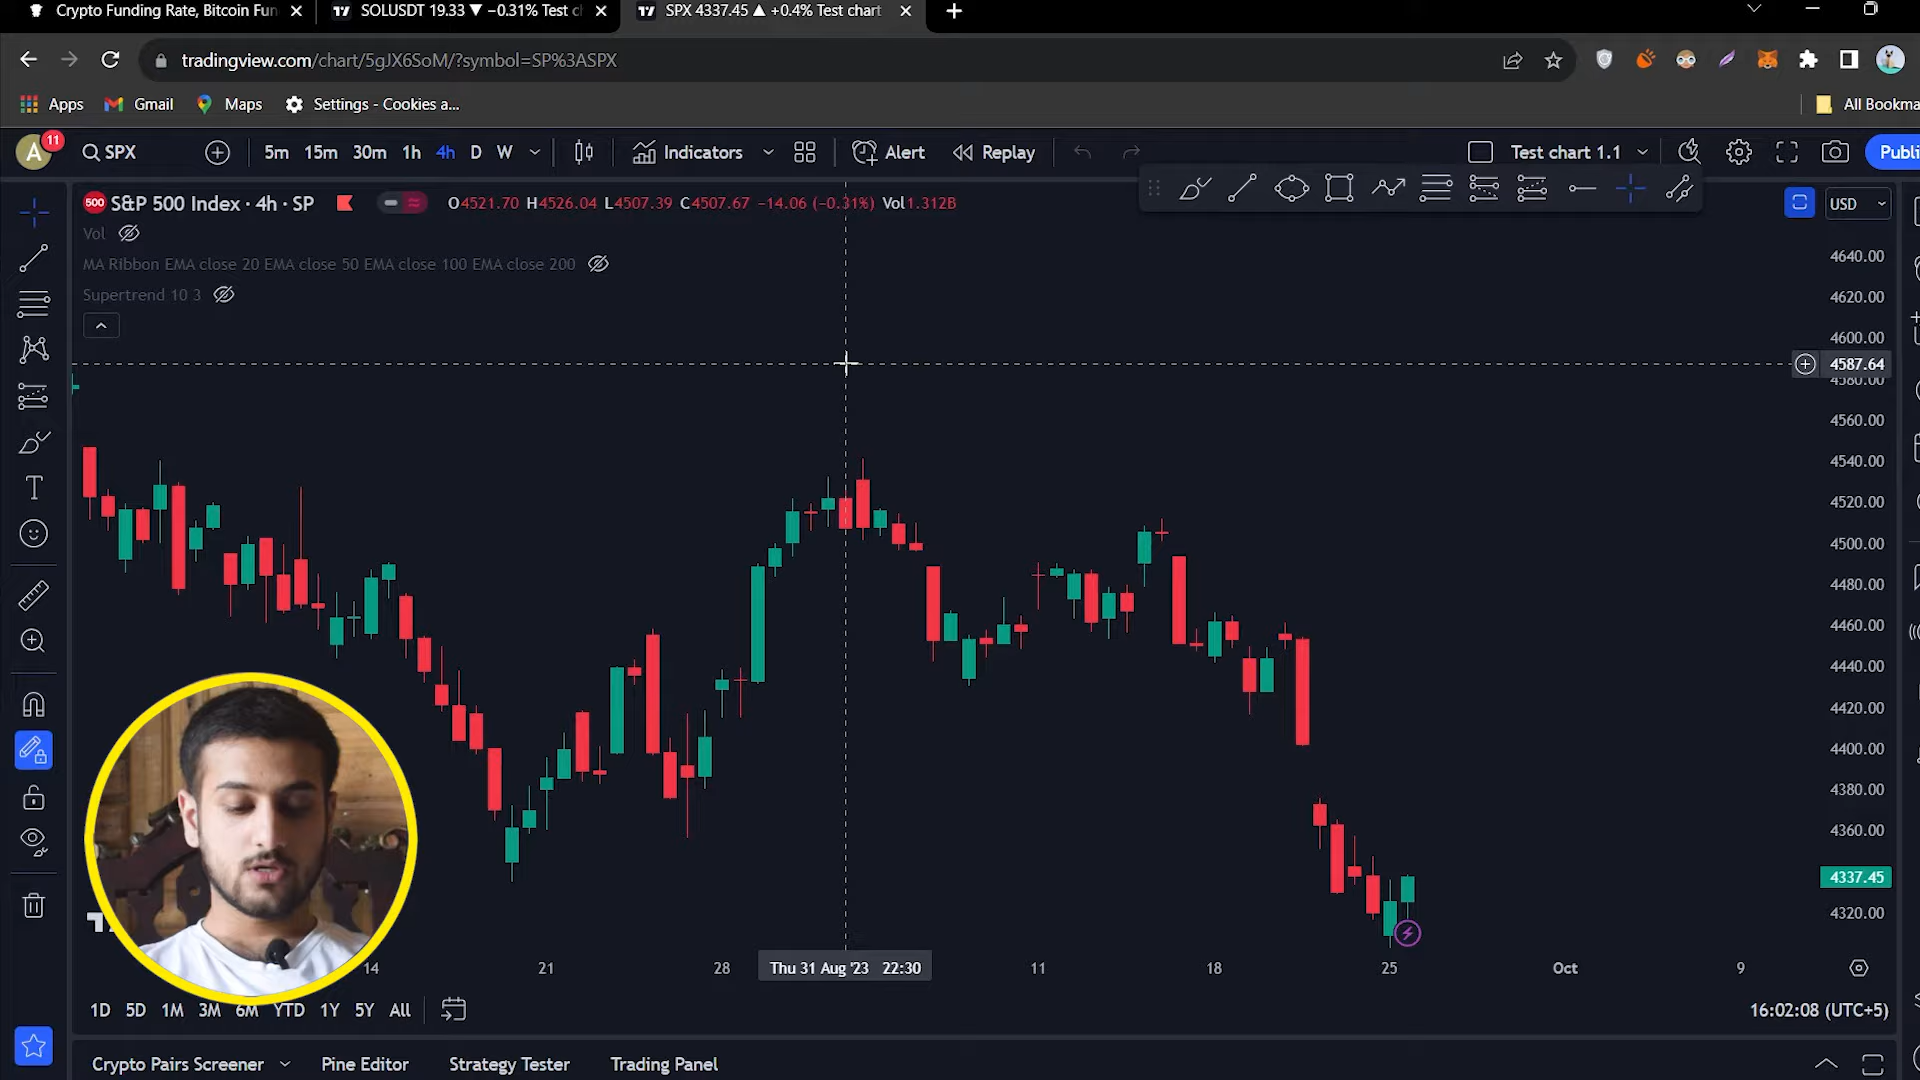 Crypto Funding Rate, Bitcoin Fun
SOLUSDT 19.33 ▼ −0.31% Test c
SPX 4337.45 ▲ +0.4% Test chart
tradingview.com/chart/5gJX6SoM/?symbol=SP%3ASPX
Apps Gmail Maps Settings - Cookies a...
All Bookma
A 11 SPX 5m 15m 30m 1h 4h D W Indicators Alert Replay Test chart 1.1 Publi
500 S&P 500 Index · 4h · SP O4521.70 H4526.04 L4507.39 C4507.67 −14.06 (−0.31%) Vol1.312B
USD
Vol
MA Ribbon EMA close 20 EMA close 50 EMA close 100 EMA close 200
Supertrend 10 3
4640.00
4620.00
4600.00
4587.64
4580.00
4560.00
4540.00
4520.00
4500.00
4480.00
4460.00
4440.00
4420.00
4400.00
4380.00
4360.00
4337.45
4320.00
14 21 28 Thu 31 Aug '23 22:30 11 18 25 Oct 9
1D 5D 1M 3M 6M YTD 1Y 5Y All
16:02:08 (UTC+5)
Crypto Pairs Screener Pine Editor Strategy Tester Trading Panel